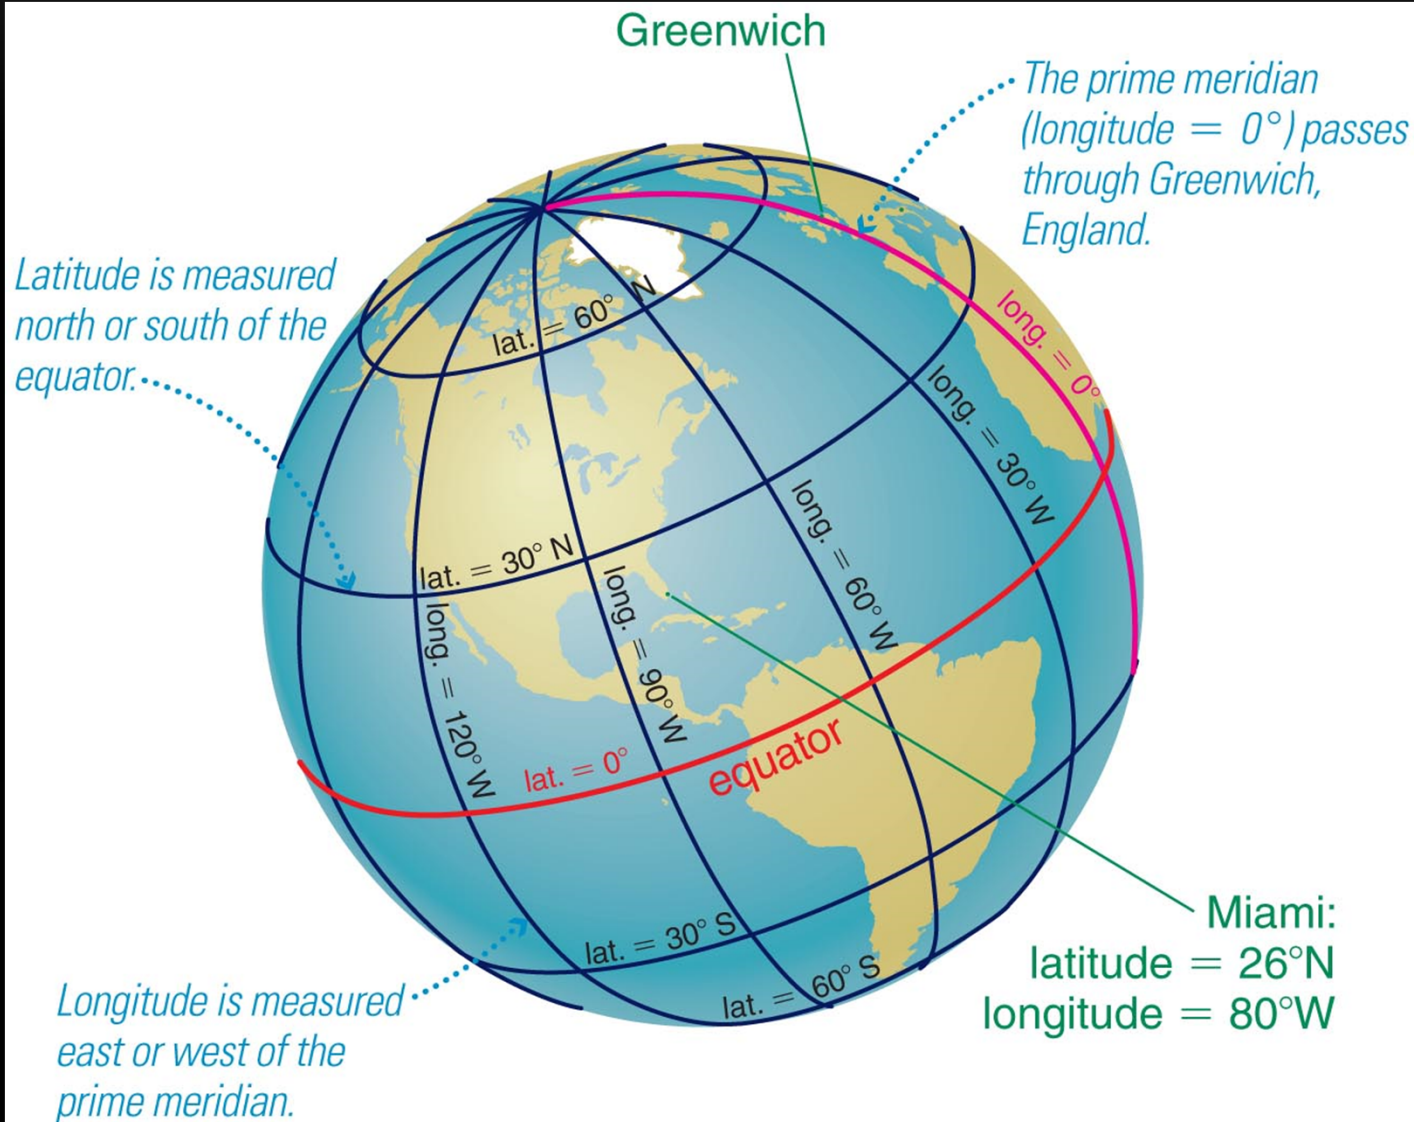 Greenwich
The prime meridian
(longitude = 0°) passes
through Greenwich,
England.
Latitude is measured
north or south of the
equator.
lat. = 60° N
long. = 0°
long. = 30° W
long. = 60° W
lat. = 30° N
long. = 90° W
long. = 120° W
lat. = 0°
equator
lat. = 30° S
lat. = 60° S
Miami:
latitude = 26°N
longitude = 80°W
Longitude is measured
east or west of the
prime meridian.